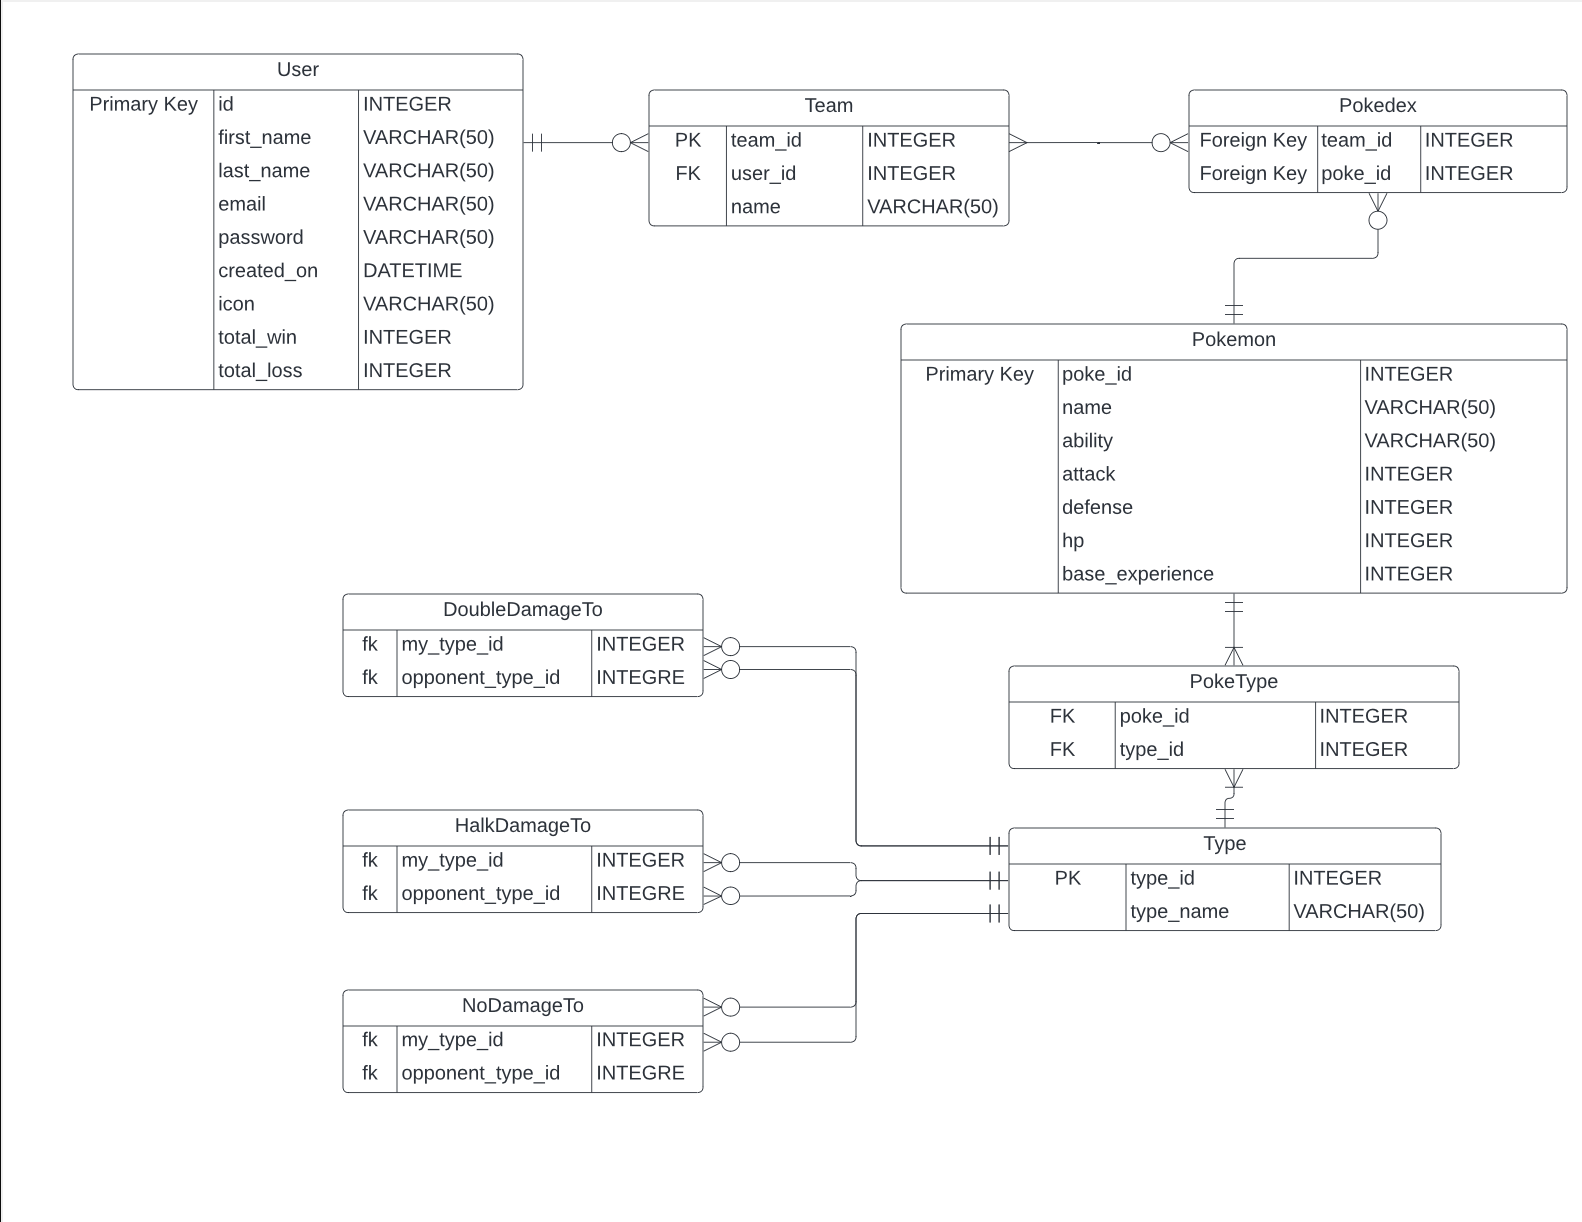 User
Primary Key id INTEGER
first_name VARCHAR(50)
last_name VARCHAR(50)
email VARCHAR(50)
password VARCHAR(50)
created_on DATETIME
icon VARCHAR(50)
total_win INTEGER
total_loss INTEGER
Team
PK team_id INTEGER
FK user_id INTEGER
name VARCHAR(50)
Pokedex
Foreign Key team_id INTEGER
Foreign Key poke_id INTEGER
Pokemon
Primary Key poke_id INTEGER
name VARCHAR(50)
ability VARCHAR(50)
attack INTEGER
defense INTEGER
hp INTEGER
base_experience INTEGER
DoubleDamageTo
fk my_type_id INTEGER
fk opponent_type_id INTEGRE
PokeType
FK poke_id INTEGER
FK type_id INTEGER
HalkDamageTo
fk my_type_id INTEGER
fk opponent_type_id INTEGRE
Type
PK type_id INTEGER
type_name VARCHAR(50)
NoDamageTo
fk my_type_id INTEGER
fk opponent_type_id INTEGRE